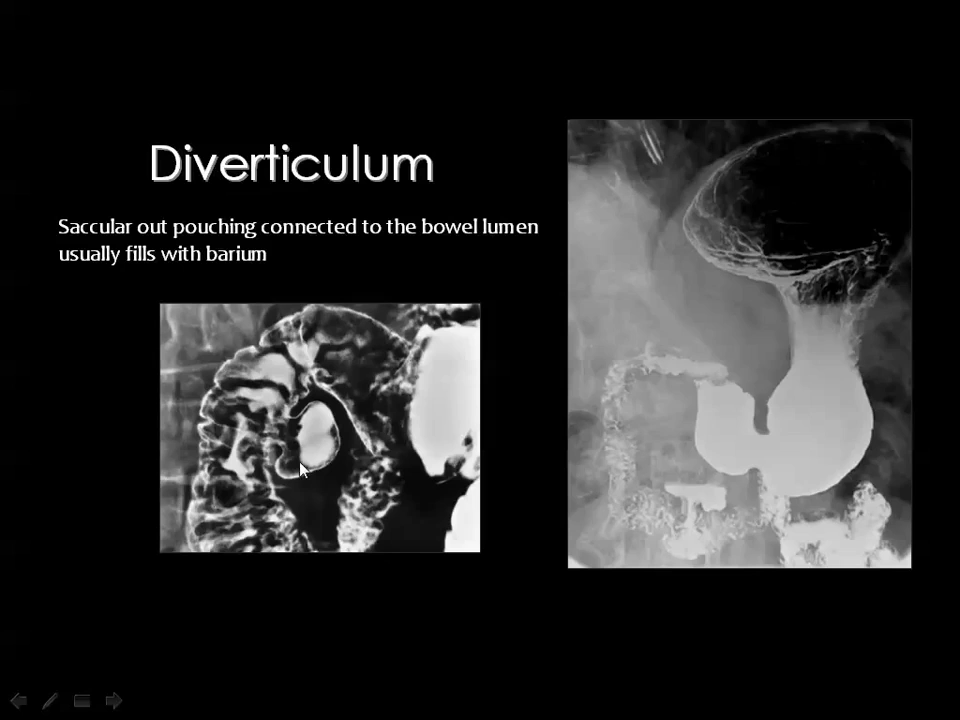 Diverticulum
Saccular out pouching connected to the bowel lumen
usually fills with barium